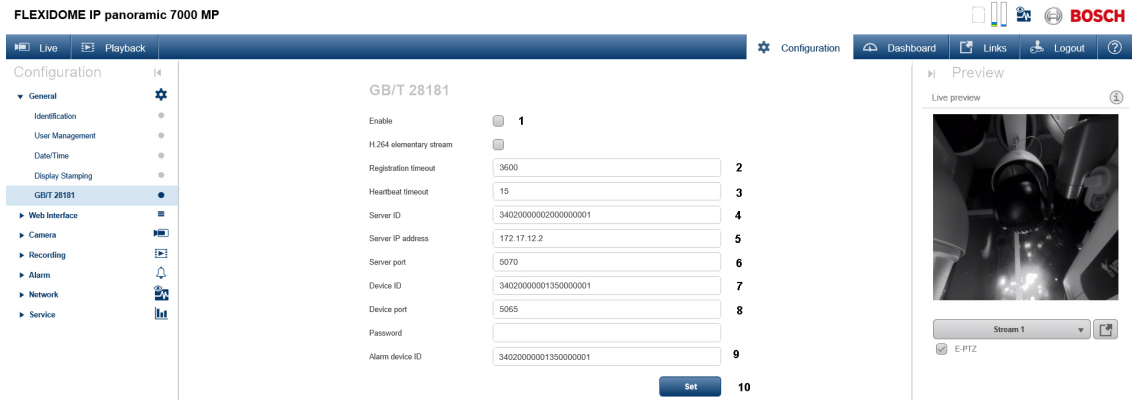 FLEXIDOME IP panoramic 7000 MP
BOSCH
Live
Playback
Configuration
Dashboard
Links
Logout
?
Configuration
General
Identification
User Management
Date/Time
Display Stamping
GB/T 28181
Web Interface
Camera
Recording
Alarm
Network
Service
GB/T 28181
Enable 1
H.264 elementary stream
Registration timeout 3600 2
Heartbeat timeout 15 3
Server ID 34020000002000000001 4
Server IP address 172.17.12.2 5
Server port 5070 6
Device ID 34020000001350000001 7
Device port 5065 8
Password
Alarm device ID 34020000001350000001 9
Set 10
Preview
Live preview
i
Stream 1
E-PTZ